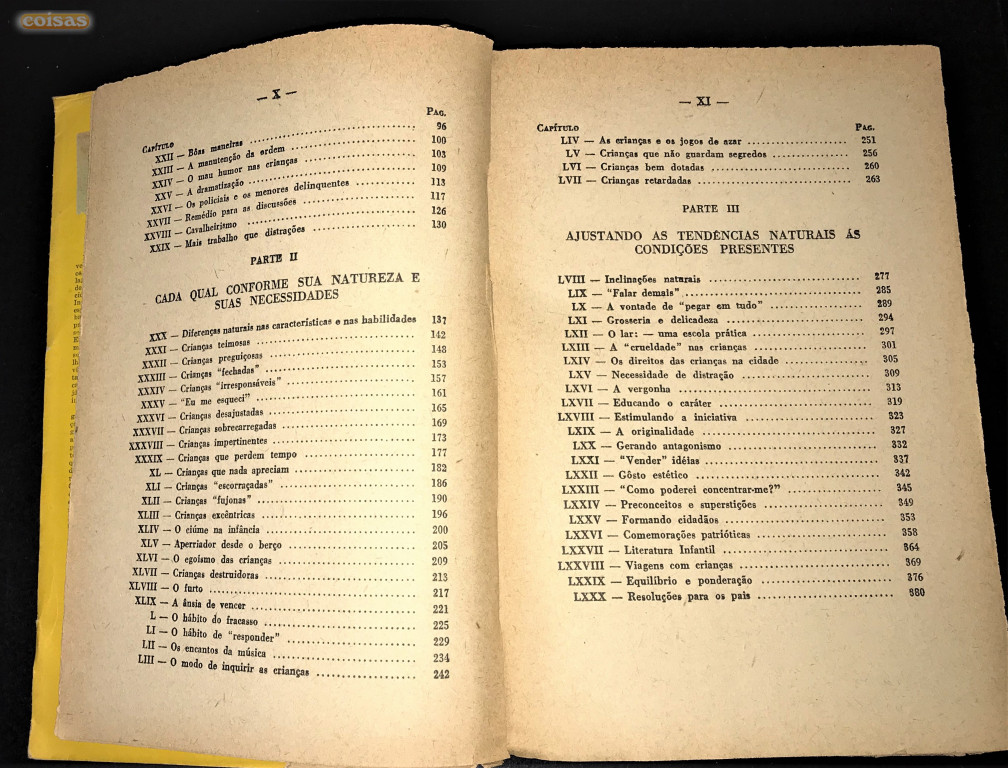 coisas
— X —
CAPÍTULO PAG.
XXII — Bôas maneiras 96
XXIII — A manutenção da ordem 100
XXIV — O mau humor nas crianças 103
XXV — A dramatização 109
XXVI — Os policiais e os menores delinquentes 113
XXVII — Remédio para as discussões 117
XXVIII — Cavalheiritmo 126
XXIX — Mais trabalho que distrações 130
PARTE II
CADA QUAL CONFORME SUA NATUREZA E
SUAS NECESSIDADES
XXX — Diferenças naturais nas características e nas habilidades 137
XXXI — Crianças teimosas 142
XXXII — Crianças preguiçosas 148
XXXIII — Crianças "fechadas" 153
XXXIV — Crianças "irresponsáveis" 157
XXXV — "Eu me esqueci" 161
XXXVI — Crianças desajustadas 165
XXXVII — Crianças sobrecarregadas 169
XXXVIII — Crianças impertinentes 173
XXXIX — Crianças que perdem tempo 177
XL — Crianças que nada apreciam 182
XLI — Crianças "escorraçadas" 186
XLII — Crianças "fujonas" 190
XLIII — Crianças excêntricas 196
XLIV — O ciúme na infância 200
XLV — Aperriador desde o berço 205
XLVI — O egoismo das crianças 209
XLVII — Crianças destruidoras 213
XLVIII — O furto 217
XLIX — A ânsia de vencer 221
L — O hábito do fracasso 225
LI — O hábito de "responder" 229
LII — Os encantos da música 234
LIII — O modo de inquirir as crianças 242
— XI —
CAPÍTULO PAG.
LIV — As crianças e os jogos de azar 251
LV — Crianças que não guardam segredos 256
LVI — Crianças bem dotadas 260
LVII — Crianças retardadas 263
PARTE III
AJUSTANDO AS TENDÊNCIAS NATURAIS ÁS
CONDIÇÕES PRESENTES
LVIII — Inclinações naturais 277
LIX — "Falar demais" 285
LX — A vontade de "pegar em tudo" 289
LXI — Grosseria e delicadeza 294
LXII — O lar: — uma escola prática 297
LXIII — A "crueldade" nas crianças 301
LXIV — Os direitos das crianças na cidade 305
LXV — Necessidade de distração 309
LXVI — A vergonha 313
LXVII — Educando o caráter 319
LXVIII — Estimulando a iniciativa 323
LXIX — A originalidade 327
LXX — Gerando antagonismo 332
LXXI — "Vender" idéias 337
LXXII — Gôsto estético 342
LXXIII — "Como poderei concentrar-me?" 345
LXXIV — Preconceitos e superstições 349
LXXV — Formando cidadãos 353
LXXVI — Comemorações patrióticas 358
LXXVII — Literatura Infantil 364
LXXVIII — Viagens com crianças 369
LXXIX — Equilíbrio e ponderação 376
LXXX — Resoluções para os pais 380